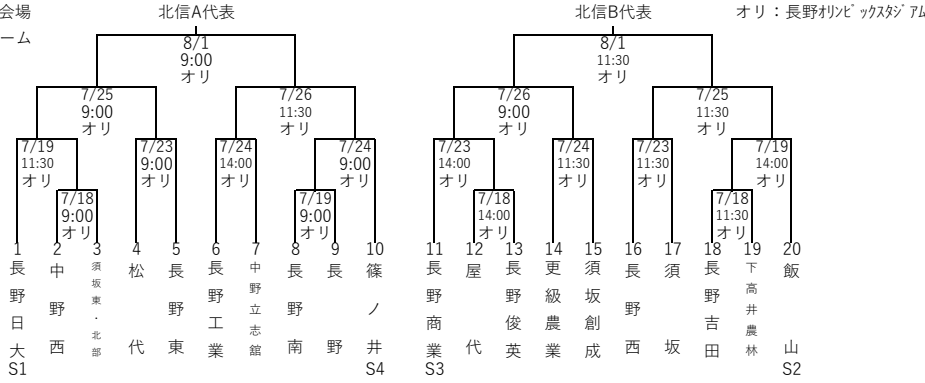 会場 北信A代表 北信B代表 オリ：長野オリンピックスタジアム
ーム
8/1 8/1
9:00 11:30
オリ オリ
7/25 7/26 7/26 7/25
9:00 11:30 9:00 11:30
オリ オリ オリ オリ
7/19 7/23 7/24 7/24 7/23 7/24 7/23 7/19
11:30 9:00 14:00 9:00 14:00 11:30 11:30 14:00
オリ オリ オリ オリ オリ オリ オリ オリ
7/18 7/19 7/18 7/18
9:00 9:00 14:00 11:30
オリ オリ オリ オリ
1 2 3 4 5 6 7 8 9 10 11 12 13 14 15 16 17 18 19 20
長野日大
中野西
須坂東・北部
松代
長野東
長野工業
中野立志館
長野南
長野
篠ノ井
長野商業
屋代
長野俊英
更級農業
須坂創成
長野西
須坂
長野吉田
下高井農林
飯山
S1 S4 S3 S2